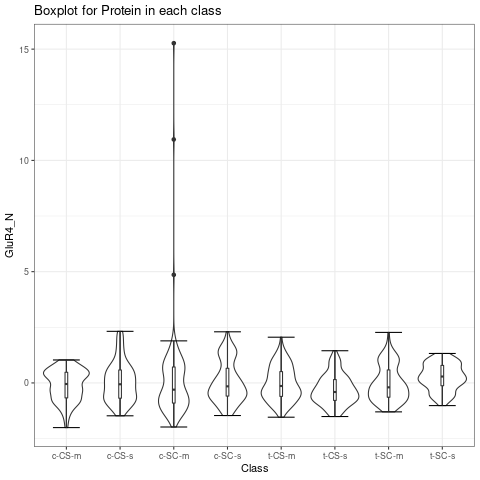 Boxplot for Protein in each class
15
10
5
0
GluR4_N
c-CS-m c-CS-s c-SC-m c-SC-s t-CS-m t-CS-s t-SC-m t-SC-s
Class